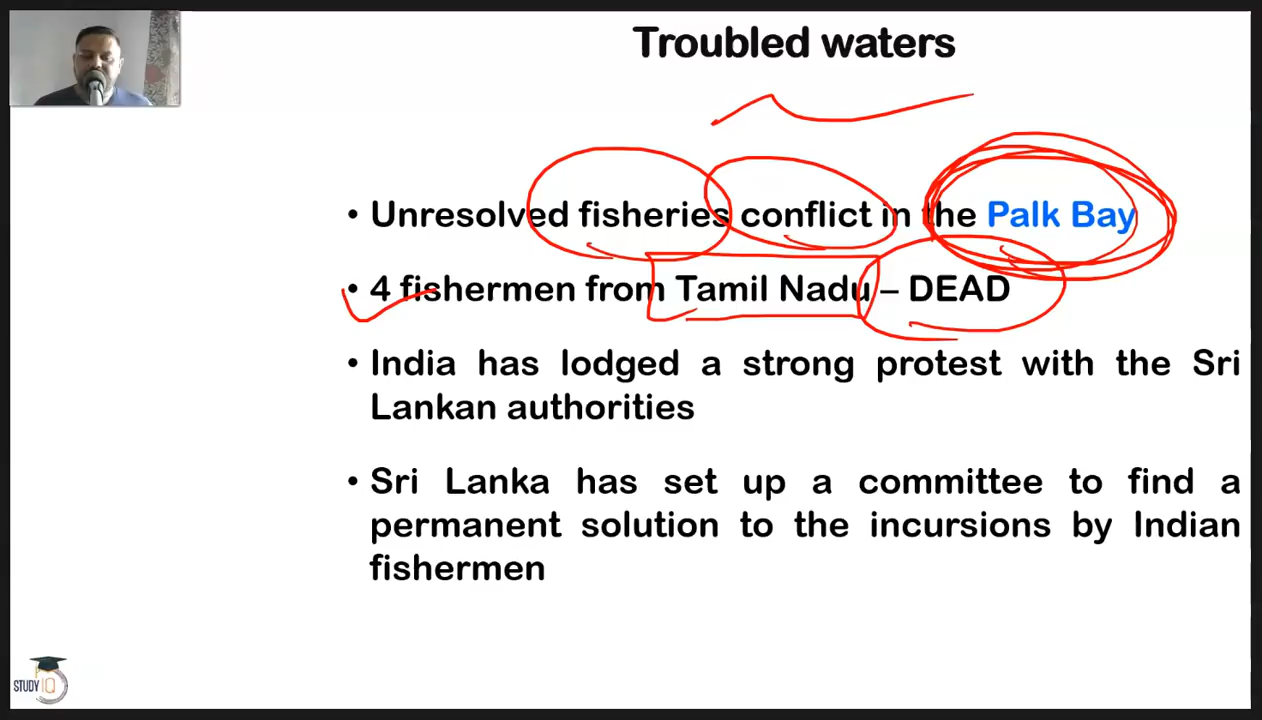 Troubled waters
• Unresolved fisheries conflict in the Palk Bay
• 4 fishermen from Tamil Nadu – DEAD
• India has lodged a strong protest with the Sri
Lankan authorities
• Sri Lanka has set up a committee to find a
permanent solution to the incursions by Indian
fishermen
STUDY IQ